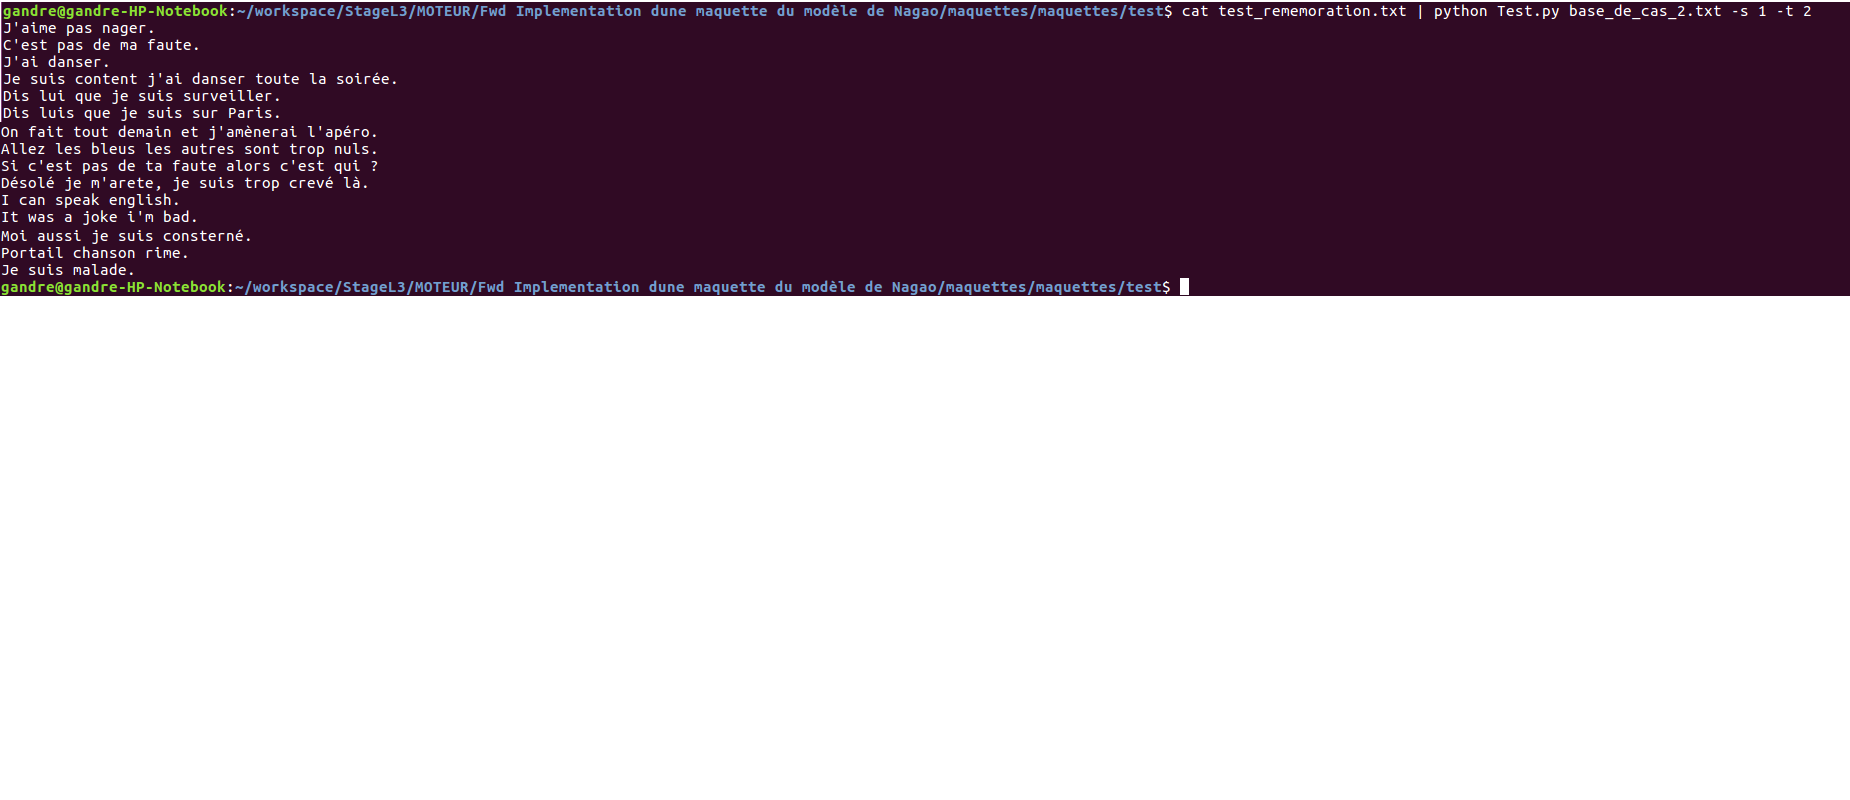 gandre@gandre-HP-Notebook:~/workspace/StageL3/MOTEUR/Fwd Implementation dune maquette du modèle de Nagao/maquettes/maquettes/test$ cat test_rememoration.txt | python Test.py base_de_cas_2.txt -s 1 -t 2
J'aime pas nager.
C'est pas de ma faute.
J'ai danser.
Je suis content j'ai danser toute la soirée.
Dis lui que je suis surveiller.
Dis luis que je suis sur Paris.
On fait tout demain et j'amènerai l'apéro.
Allez les bleus les autres sont trop nuls.
Si c'est pas de ta faute alors c'est qui ?
Désolé je m'arete, je suis trop crevé là.
I can speak english.
It was a joke i'm bad.
Moi aussi je suis consterné.
Portail chanson rime.
Je suis malade.
gandre@gandre-HP-Notebook:~/workspace/StageL3/MOTEUR/Fwd Implementation dune maquette du modèle de Nagao/maquettes/maquettes/test$